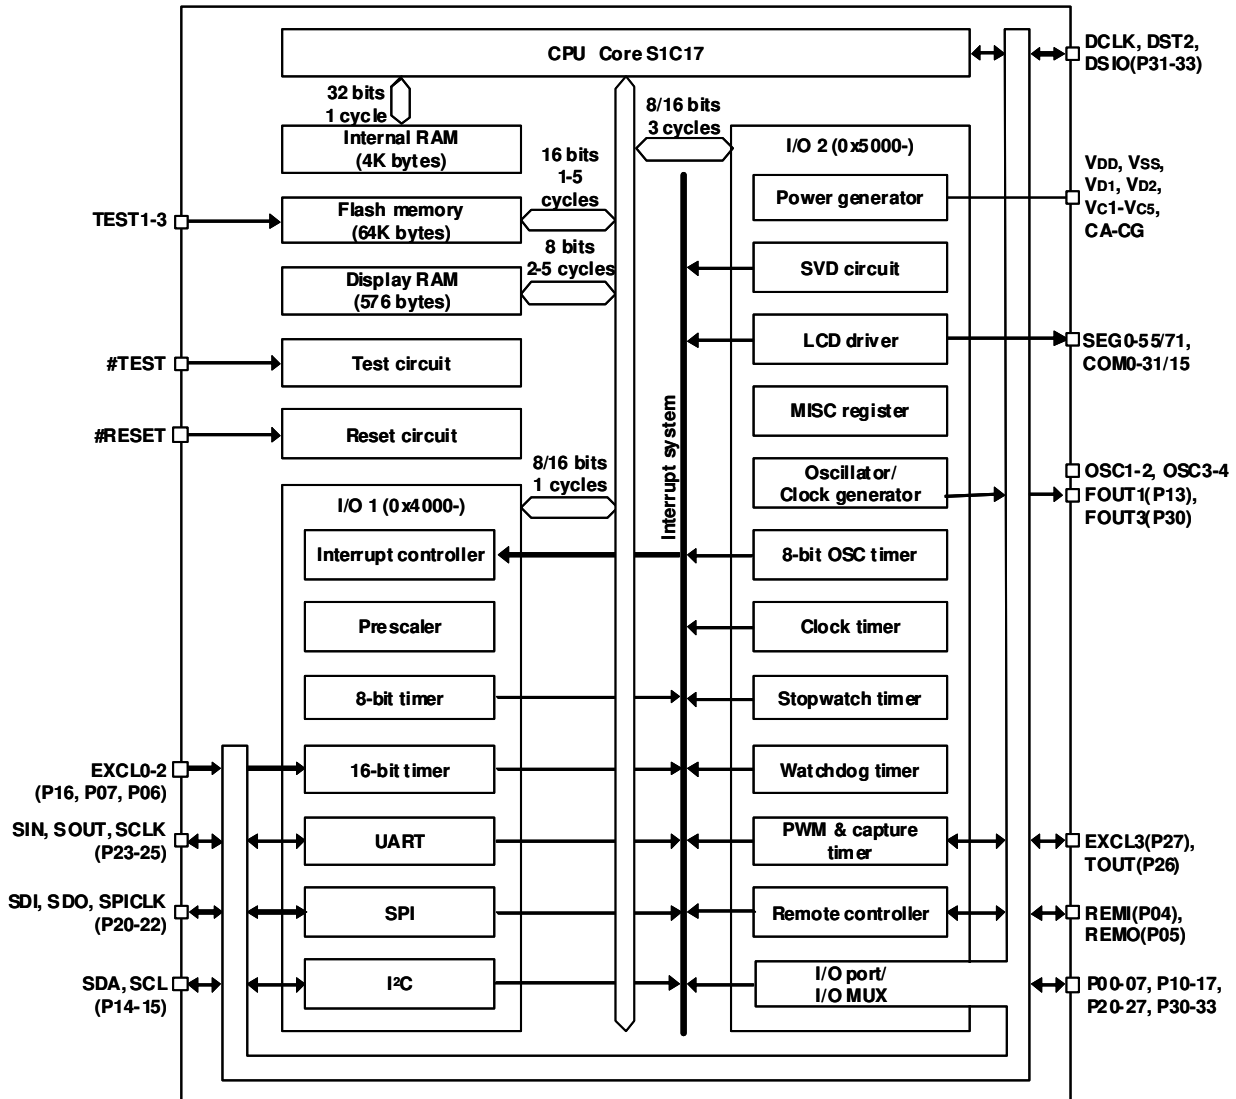 CPU Core S1C17
DCLK, DST2,
DSIO(P31-33)
32 bits
1 cycle
8/16 bits
3 cycles
Internal RAM
(4K bytes)
16 bits
1-5
cycles
I/O 2 (0x5000-)
VDD, VSS,
VD1, VD2,
VC1-VC5,
CA-CG
Power generator
TEST1-3
Flash memory
(64K bytes)
8 bits
2-5 cycles
SVD circuit
Display RAM
(576 bytes)
LCD driver
SEG0-55/71,
COM0-31/15
#TEST
Test circuit
MISC register
#RESET
Reset circuit
Interrupt system
8/16 bits
1 cycles
Oscillator/
Clock generator
OSC1-2, OSC3-4
FOUT1(P13),
FOUT3(P30)
I/O 1 (0x4000-)
Interrupt controller
8-bit OSC timer
Prescaler
Clock timer
8-bit timer
Stopwatch timer
EXCL0-2
(P16, P07, P06)
16-bit timer
Watchdog timer
SIN, SOUT, SCLK
(P23-25)
UART
PWM & capture
timer
EXCL3(P27),
TOUT(P26)
SDI, SDO, SPICLK
(P20-22)
SPI
Remote controller
REMI(P04),
REMO(P05)
SDA, SCL
(P14-15)
I²C
I/O port/
I/O MUX
P00-07, P10-17,
P20-27, P30-33